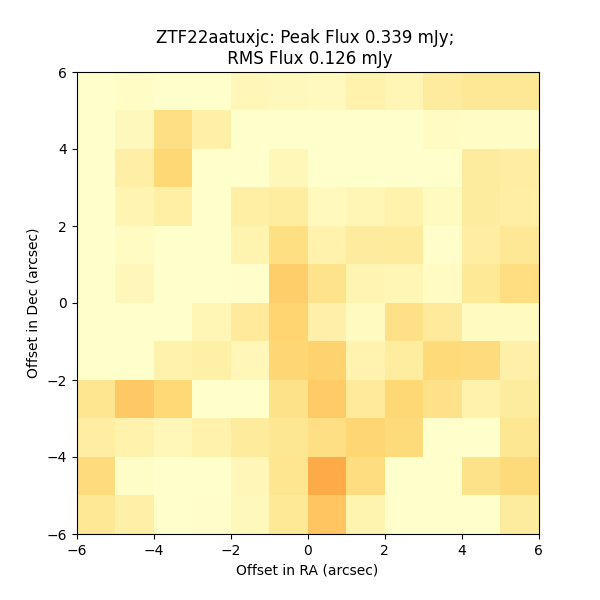 ZTF22aatuxjc: Peak Flux 0.339 mJy;
RMS Flux 0.126 mJy
6
4
2
0
−2
−4
−6
Offset in Dec (arcsec)
−6 −4 −2 0 2 4 6
Offset in RA (arcsec)